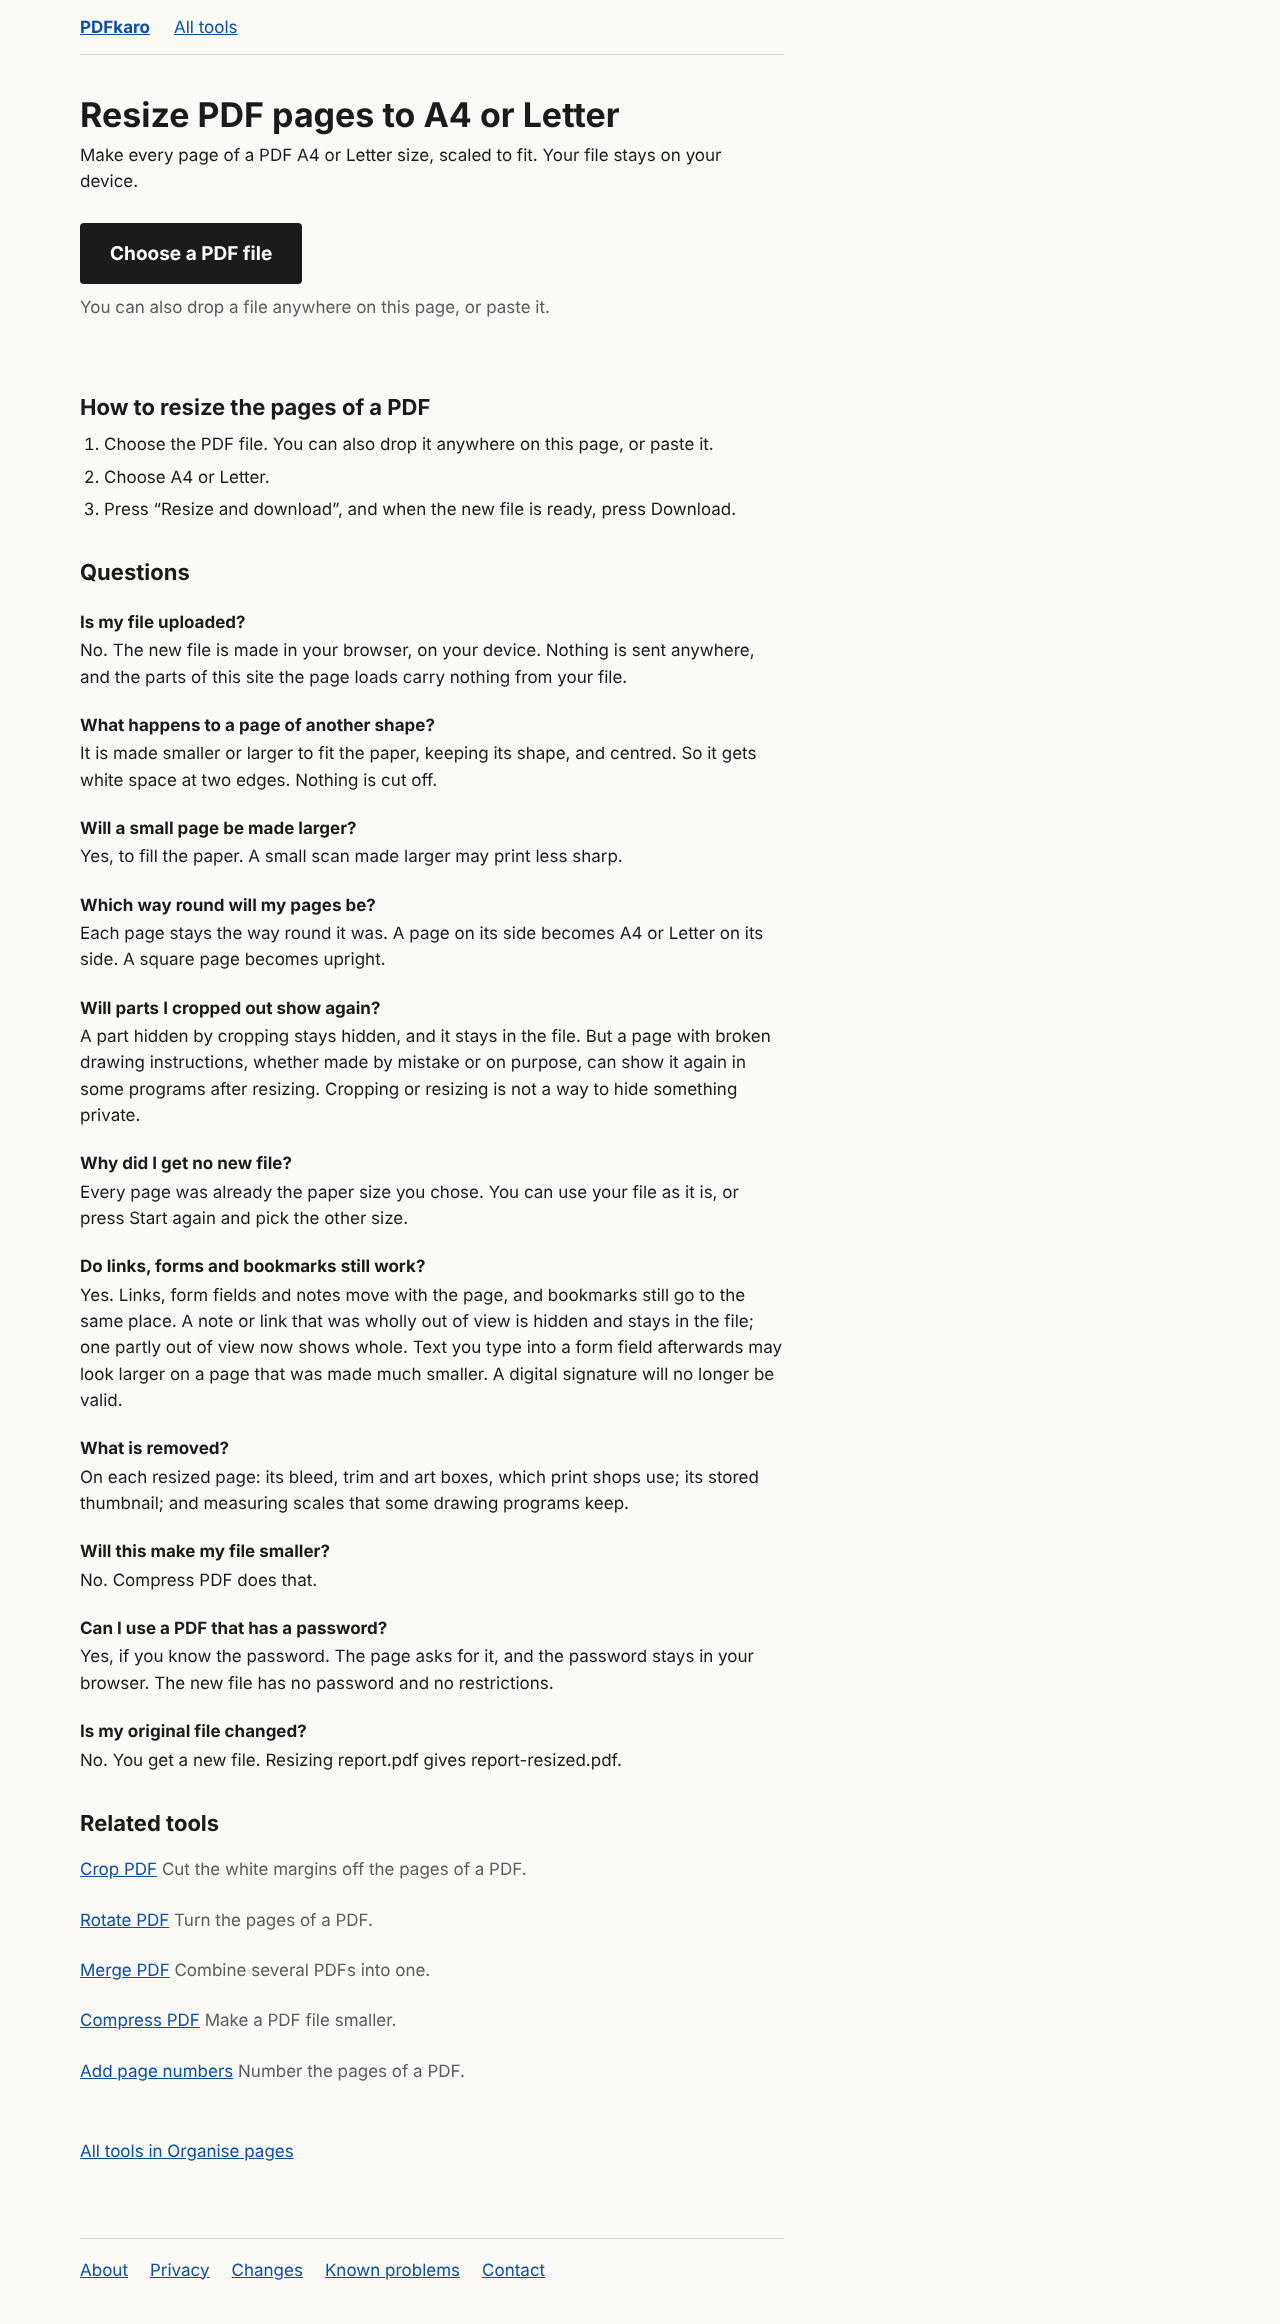 PDFkaro All tools
Resize PDF pages to A4 or Letter
Make every page of a PDF A4 or Letter size, scaled to fit. Your file stays on your
device.
Choose a PDF file
You can also drop a file anywhere on this page, or paste it.
How to resize the pages of a PDF
1. Choose the PDF file. You can also drop it anywhere on this page, or paste it.
2. Choose A4 or Letter.
3. Press “Resize and download”, and when the new file is ready, press Download.
Questions
Is my file uploaded?
No. The new file is made in your browser, on your device. Nothing is sent anywhere,
and the parts of this site the page loads carry nothing from your file.
What happens to a page of another shape?
It is made smaller or larger to fit the paper, keeping its shape, and centred. So it gets
white space at two edges. Nothing is cut off.
Will a small page be made larger?
Yes, to fill the paper. A small scan made larger may print less sharp.
Which way round will my pages be?
Each page stays the way round it was. A page on its side becomes A4 or Letter on its
side. A square page becomes upright.
Will parts I cropped out show again?
A part hidden by cropping stays hidden, and it stays in the file. But a page with broken
drawing instructions, whether made by mistake or on purpose, can show it again in
some programs after resizing. Cropping or resizing is not a way to hide something
private.
Why did I get no new file?
Every page was already the paper size you chose. You can use your file as it is, or
press Start again and pick the other size.
Do links, forms and bookmarks still work?
Yes. Links, form fields and notes move with the page, and bookmarks still go to the
same place. A note or link that was wholly out of view is hidden and stays in the file;
one partly out of view now shows whole. Text you type into a form field afterwards may
look larger on a page that was made much smaller. A digital signature will no longer be
valid.
What is removed?
On each resized page: its bleed, trim and art boxes, which print shops use; its stored
thumbnail; and measuring scales that some drawing programs keep.
Will this make my file smaller?
No. Compress PDF does that.
Can I use a PDF that has a password?
Yes, if you know the password. The page asks for it, and the password stays in your
browser. The new file has no password and no restrictions.
Is my original file changed?
No. You get a new file. Resizing report.pdf gives report-resized.pdf.
Related tools
Crop PDF Cut the white margins off the pages of a PDF.
Rotate PDF Turn the pages of a PDF.
Merge PDF Combine several PDFs into one.
Compress PDF Make a PDF file smaller.
Add page numbers Number the pages of a PDF.
All tools in Organise pages
About Privacy Changes Known problems Contact